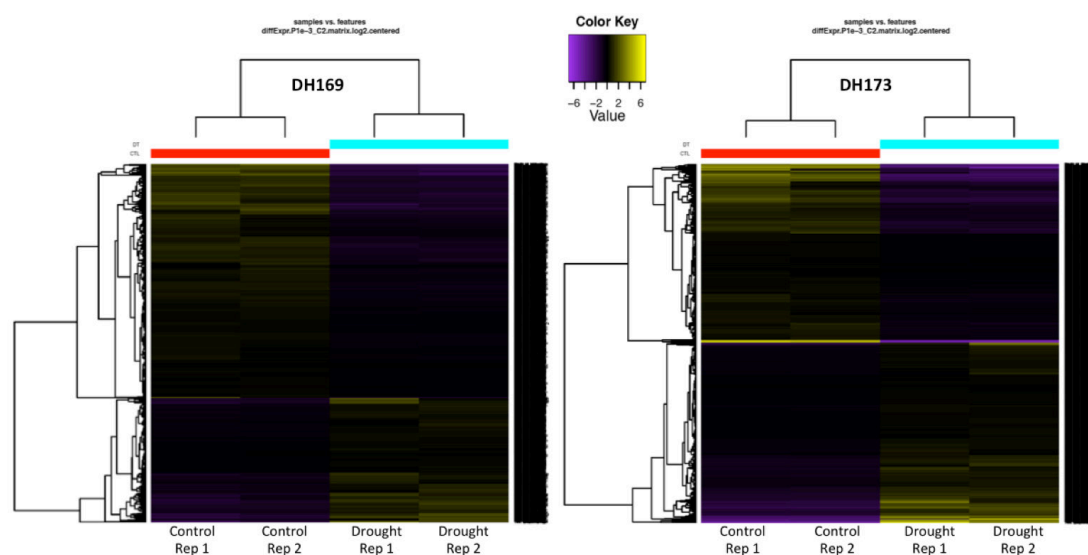 samples vs. features
diffExpr.P1e-3_C2.matrix.log2.centered
DH169
DT
CTL
Control
Rep 1
Control
Rep 2
Drought
Rep 1
Drought
Rep 2
Color Key
-6 -2 2 6
Value
samples vs. features
diffExpr.P1e-3_C2.matrix.log2.centered
DH173
DT
CTL
Control
Rep 1
Control
Rep 2
Drought
Rep 1
Drought
Rep 2